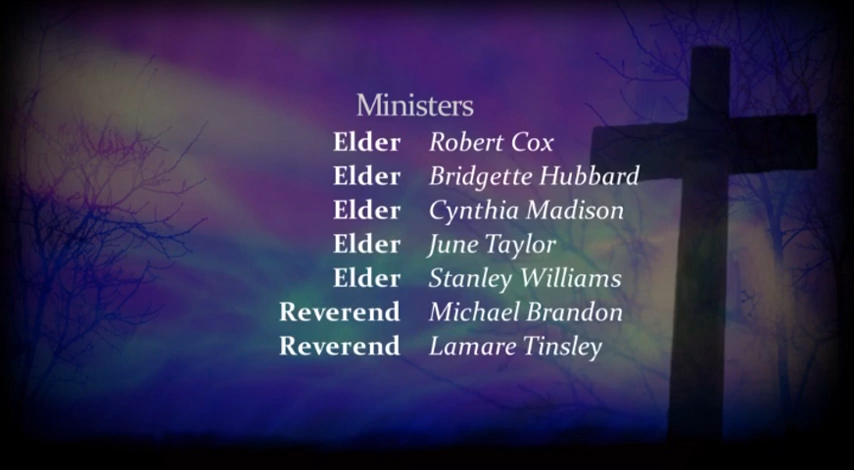 Ministers
Elder Robert Cox
Elder Bridgette Hubbard
Elder Cynthia Madison
Elder June Taylor
Elder Stanley Williams
Reverend Michael Brandon
Reverend Lamare Tinsley